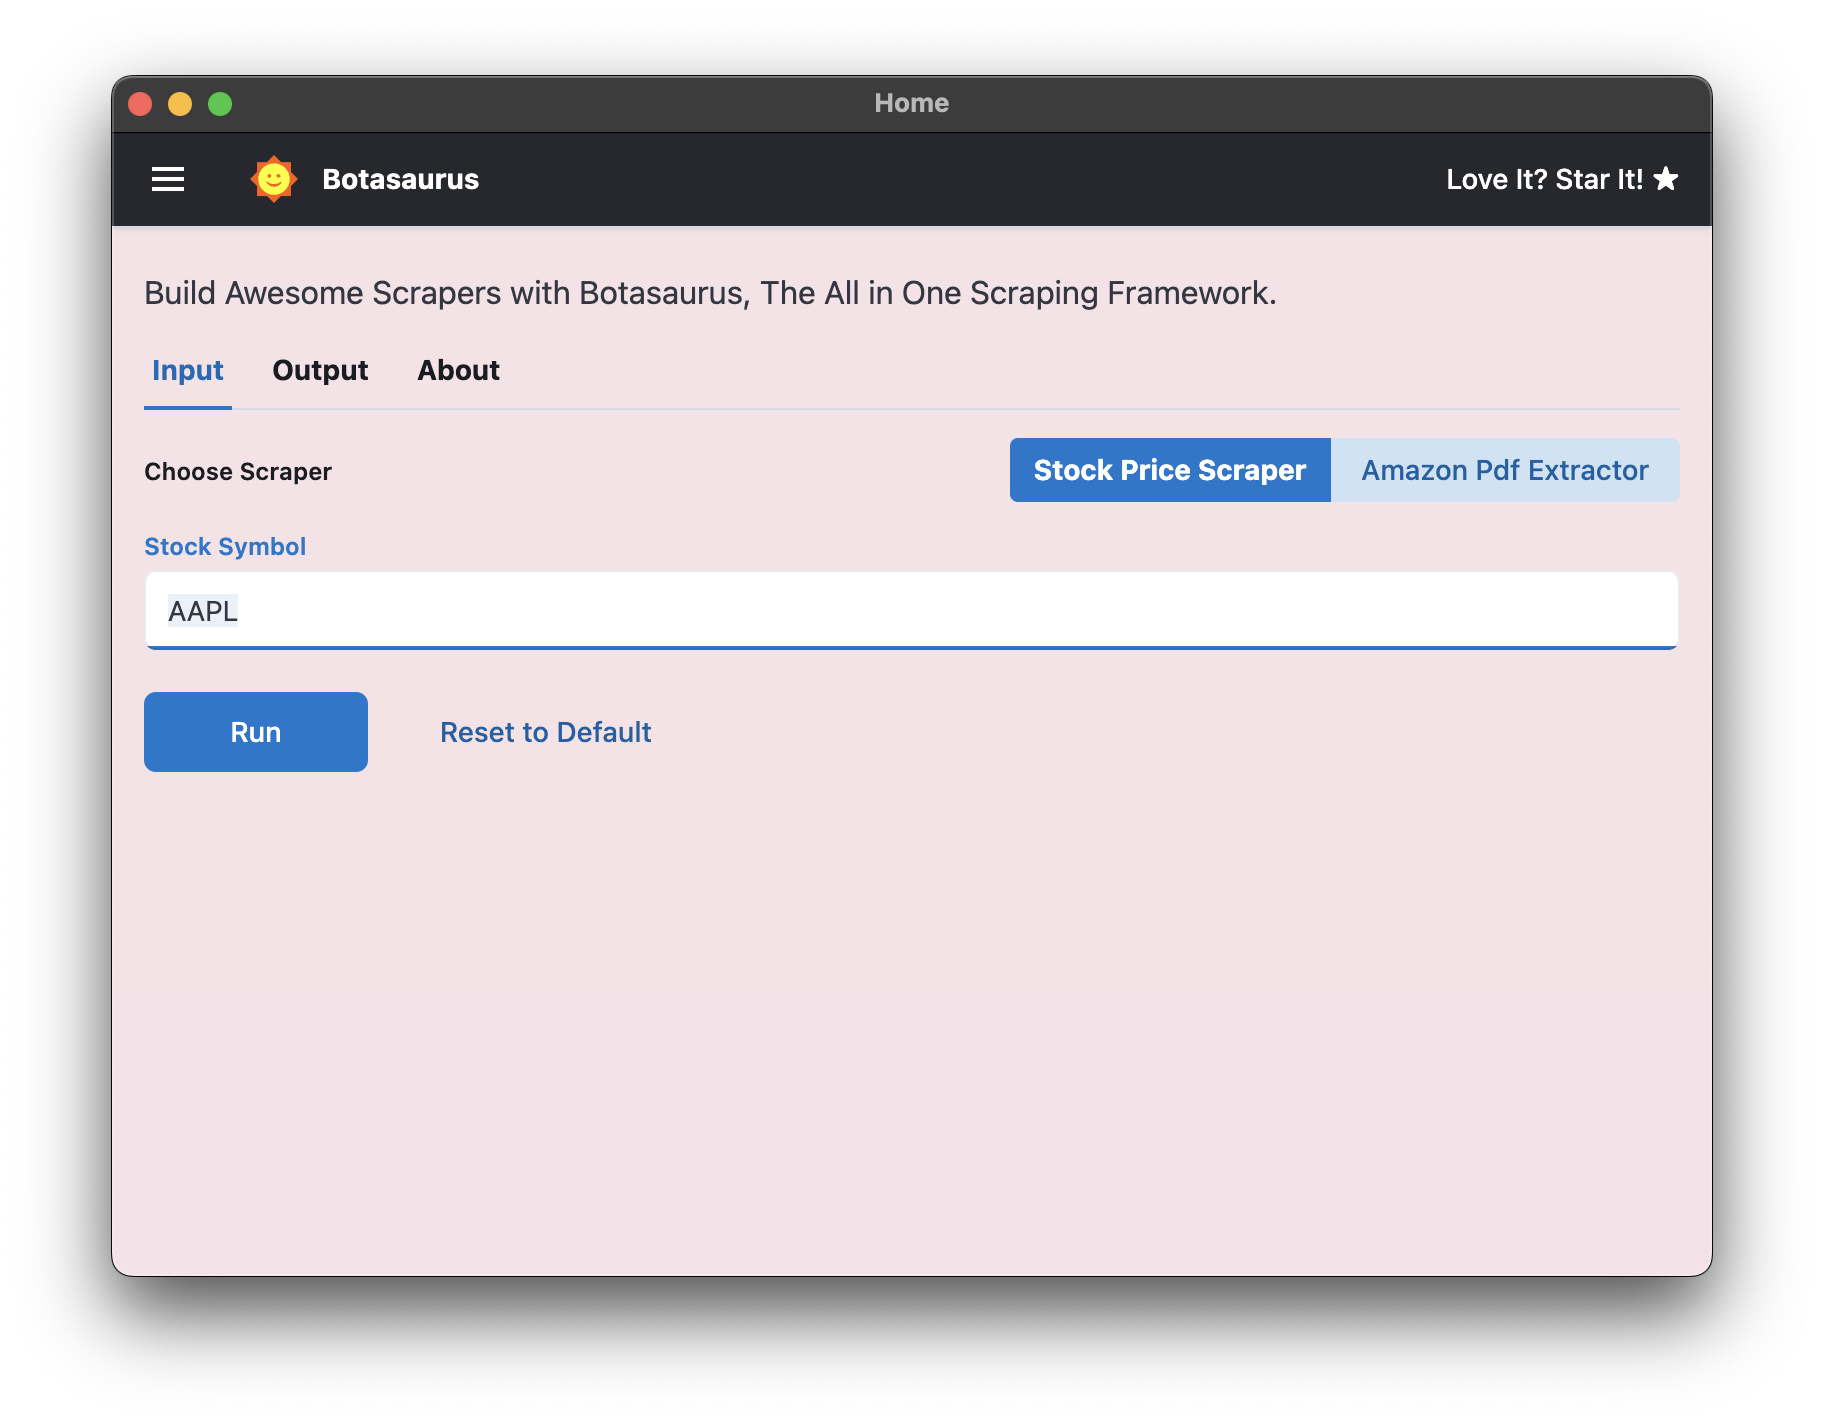 Home
Botasaurus
Love It? Star It!
Build Awesome Scrapers with Botasaurus, The All in One Scraping Framework.
Input Output About
Choose Scraper
Stock Price Scraper Amazon Pdf Extractor
Stock Symbol
AAPL
Run Reset to Default